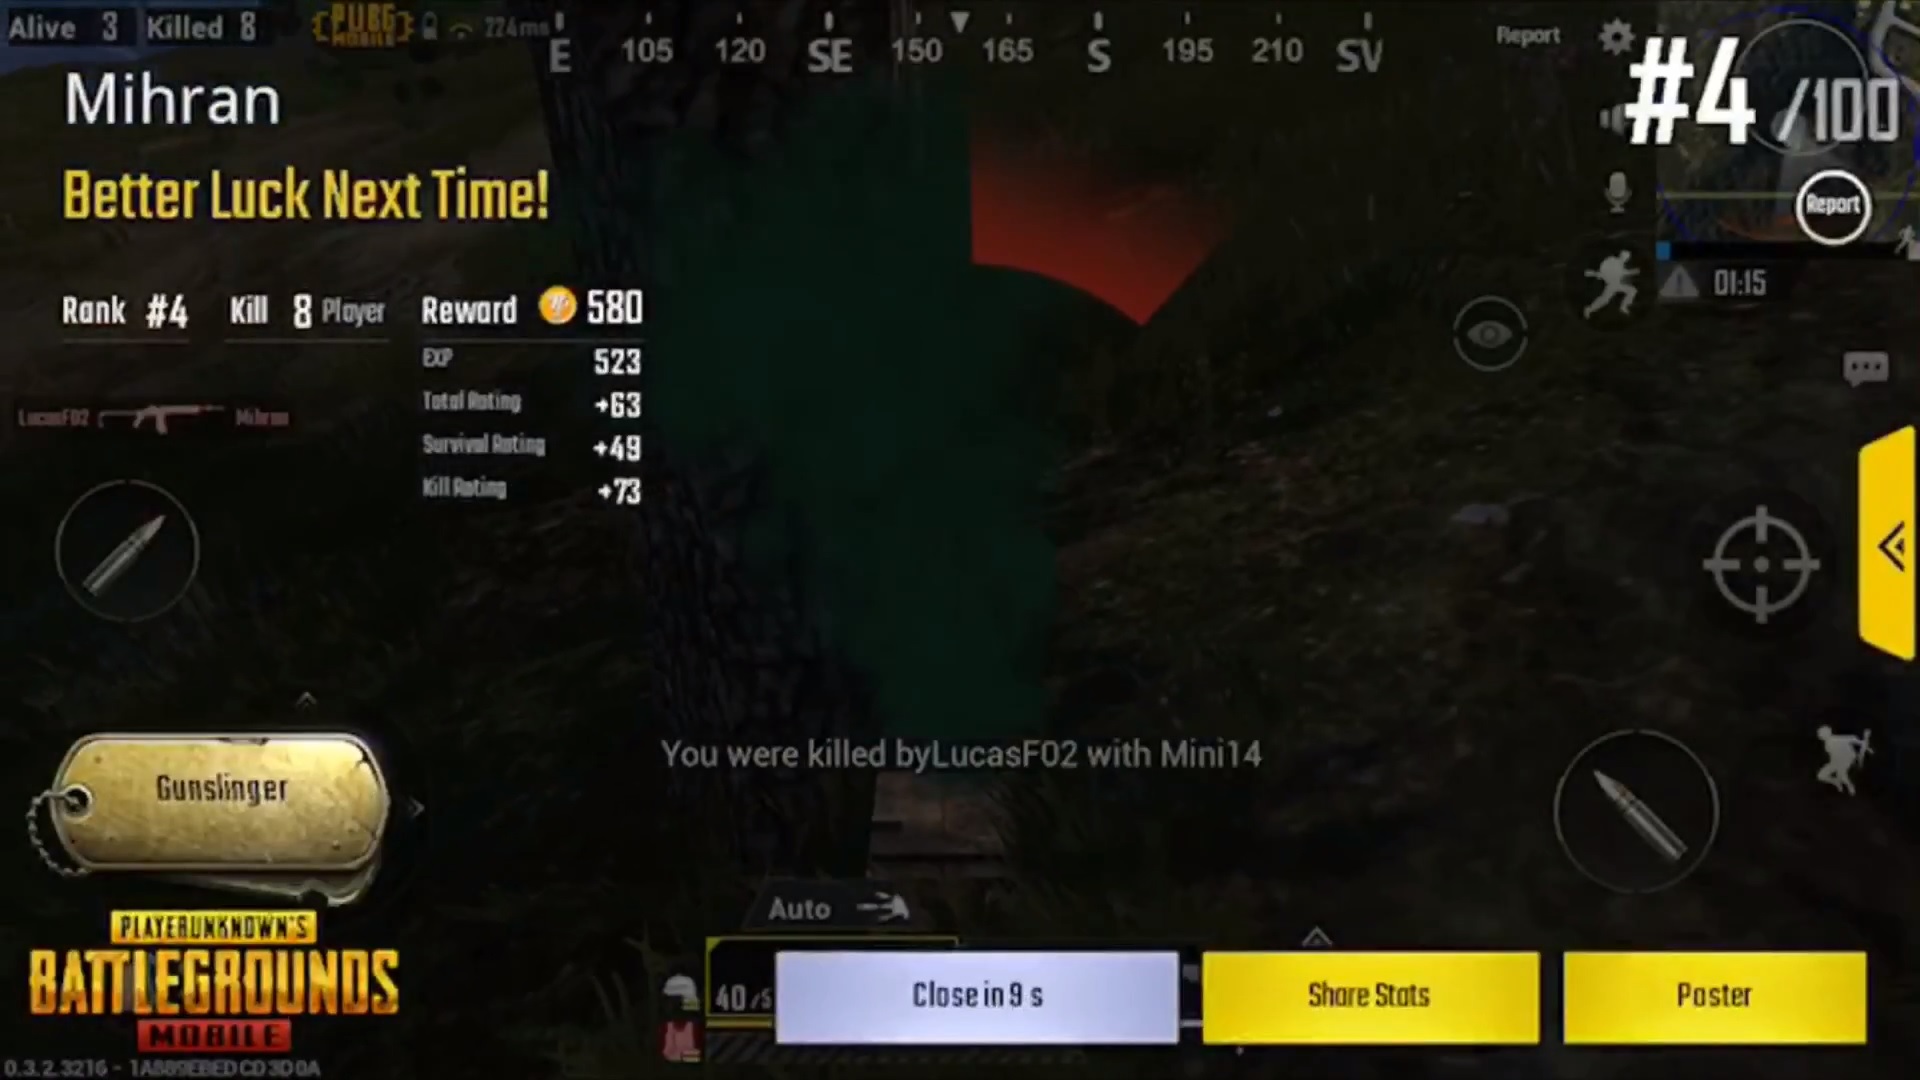 Alive 3 Killed 8
PUBG MOBILE
224ms
E 105 120 SE 150 165 S 195 210 SV
Report
#4 /100
Mihran
Better Luck Next Time!
Report
Rank #4 Kill 8 Player Reward 580
01:15
EXP 523
Total Rating +63
LucasF02 Mihran
Survival Rating +49
Kill Rating +73
You were killed byLucasF02 with Mini14
Gunslinger
Auto
PLAYERUNKNOWN'S
BATTLEGROUNDS
MOBILE
40/5
Close in 9 s
Share Stats
Poster